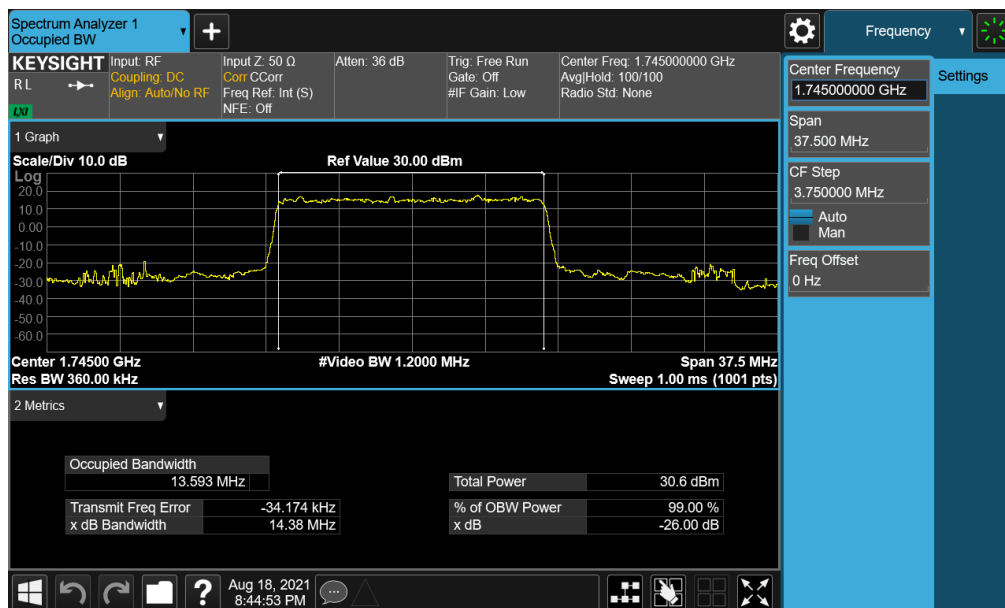 Spectrum Analyzer 1
Occupied BW
+
Frequency
KEYSIGHT
R L
LXI
Input: RF
Coupling: DC
Align: Auto/No RF
Input Z: 50 Ω
Corr CCorr
Freq Ref: Int (S)
NFE: Off
Atten: 36 dB
Trig: Free Run
Gate: Off
#IF Gain: Low
Center Freq: 1.745000000 GHz
Avg|Hold: 100/100
Radio Std: None
Center Frequency
1.745000000 GHz
Settings
Span
37.500 MHz
CF Step
3.750000 MHz
Auto
Man
Freq Offset
0 Hz
1 Graph
Scale/Div 10.0 dB
Ref Value 30.00 dBm
Log
20.0
10.0
0.00
-10.0
-20.0
-30.0
-40.0
-50.0
-60.0
Center 1.74500 GHz
#Video BW 1.2000 MHz
Span 37.5 MHz
Res BW 360.00 kHz
Sweep 1.00 ms (1001 pts)
2 Metrics
Occupied Bandwidth
13.593 MHz
Total Power 30.6 dBm
Transmit Freq Error -34.174 kHz
% of OBW Power 99.00 %
x dB Bandwidth 14.38 MHz
x dB -26.00 dB
?
Aug 18, 2021
8:44:53 PM